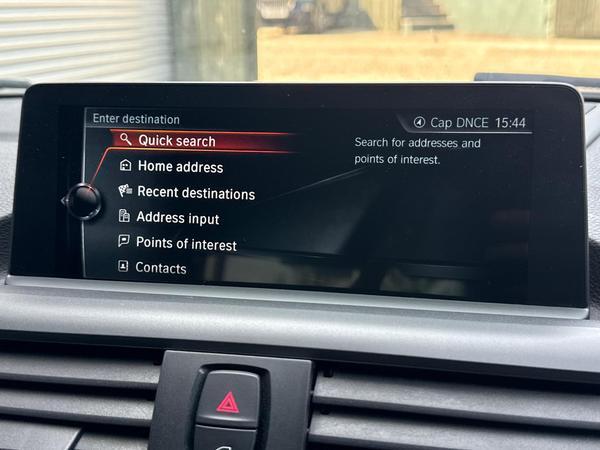 Enter destination
Cap DNCE 15:44
Quick search
Home address
Recent destinations
Address input
Points of interest
Contacts
Search for addresses and
points of interest.